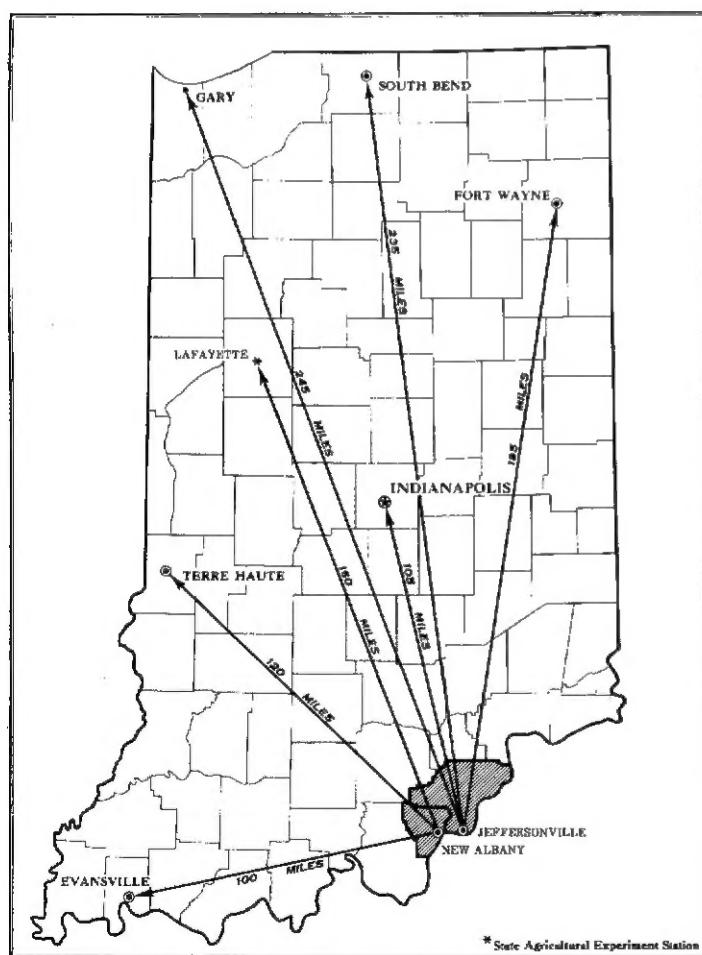 GARY
SOUTH BEND
FORT WAYNE
235 MILES
LAFAYETTE
245 MILES
MILES 195
INDIANAPOLIS
TERRE HAUTE
150 MILES
105 MILES
120 MILES
JEFFERSONVILLE
NEW ALBANY
EVANSVILLE
100 MILES
* State Agricultural Experiment Station